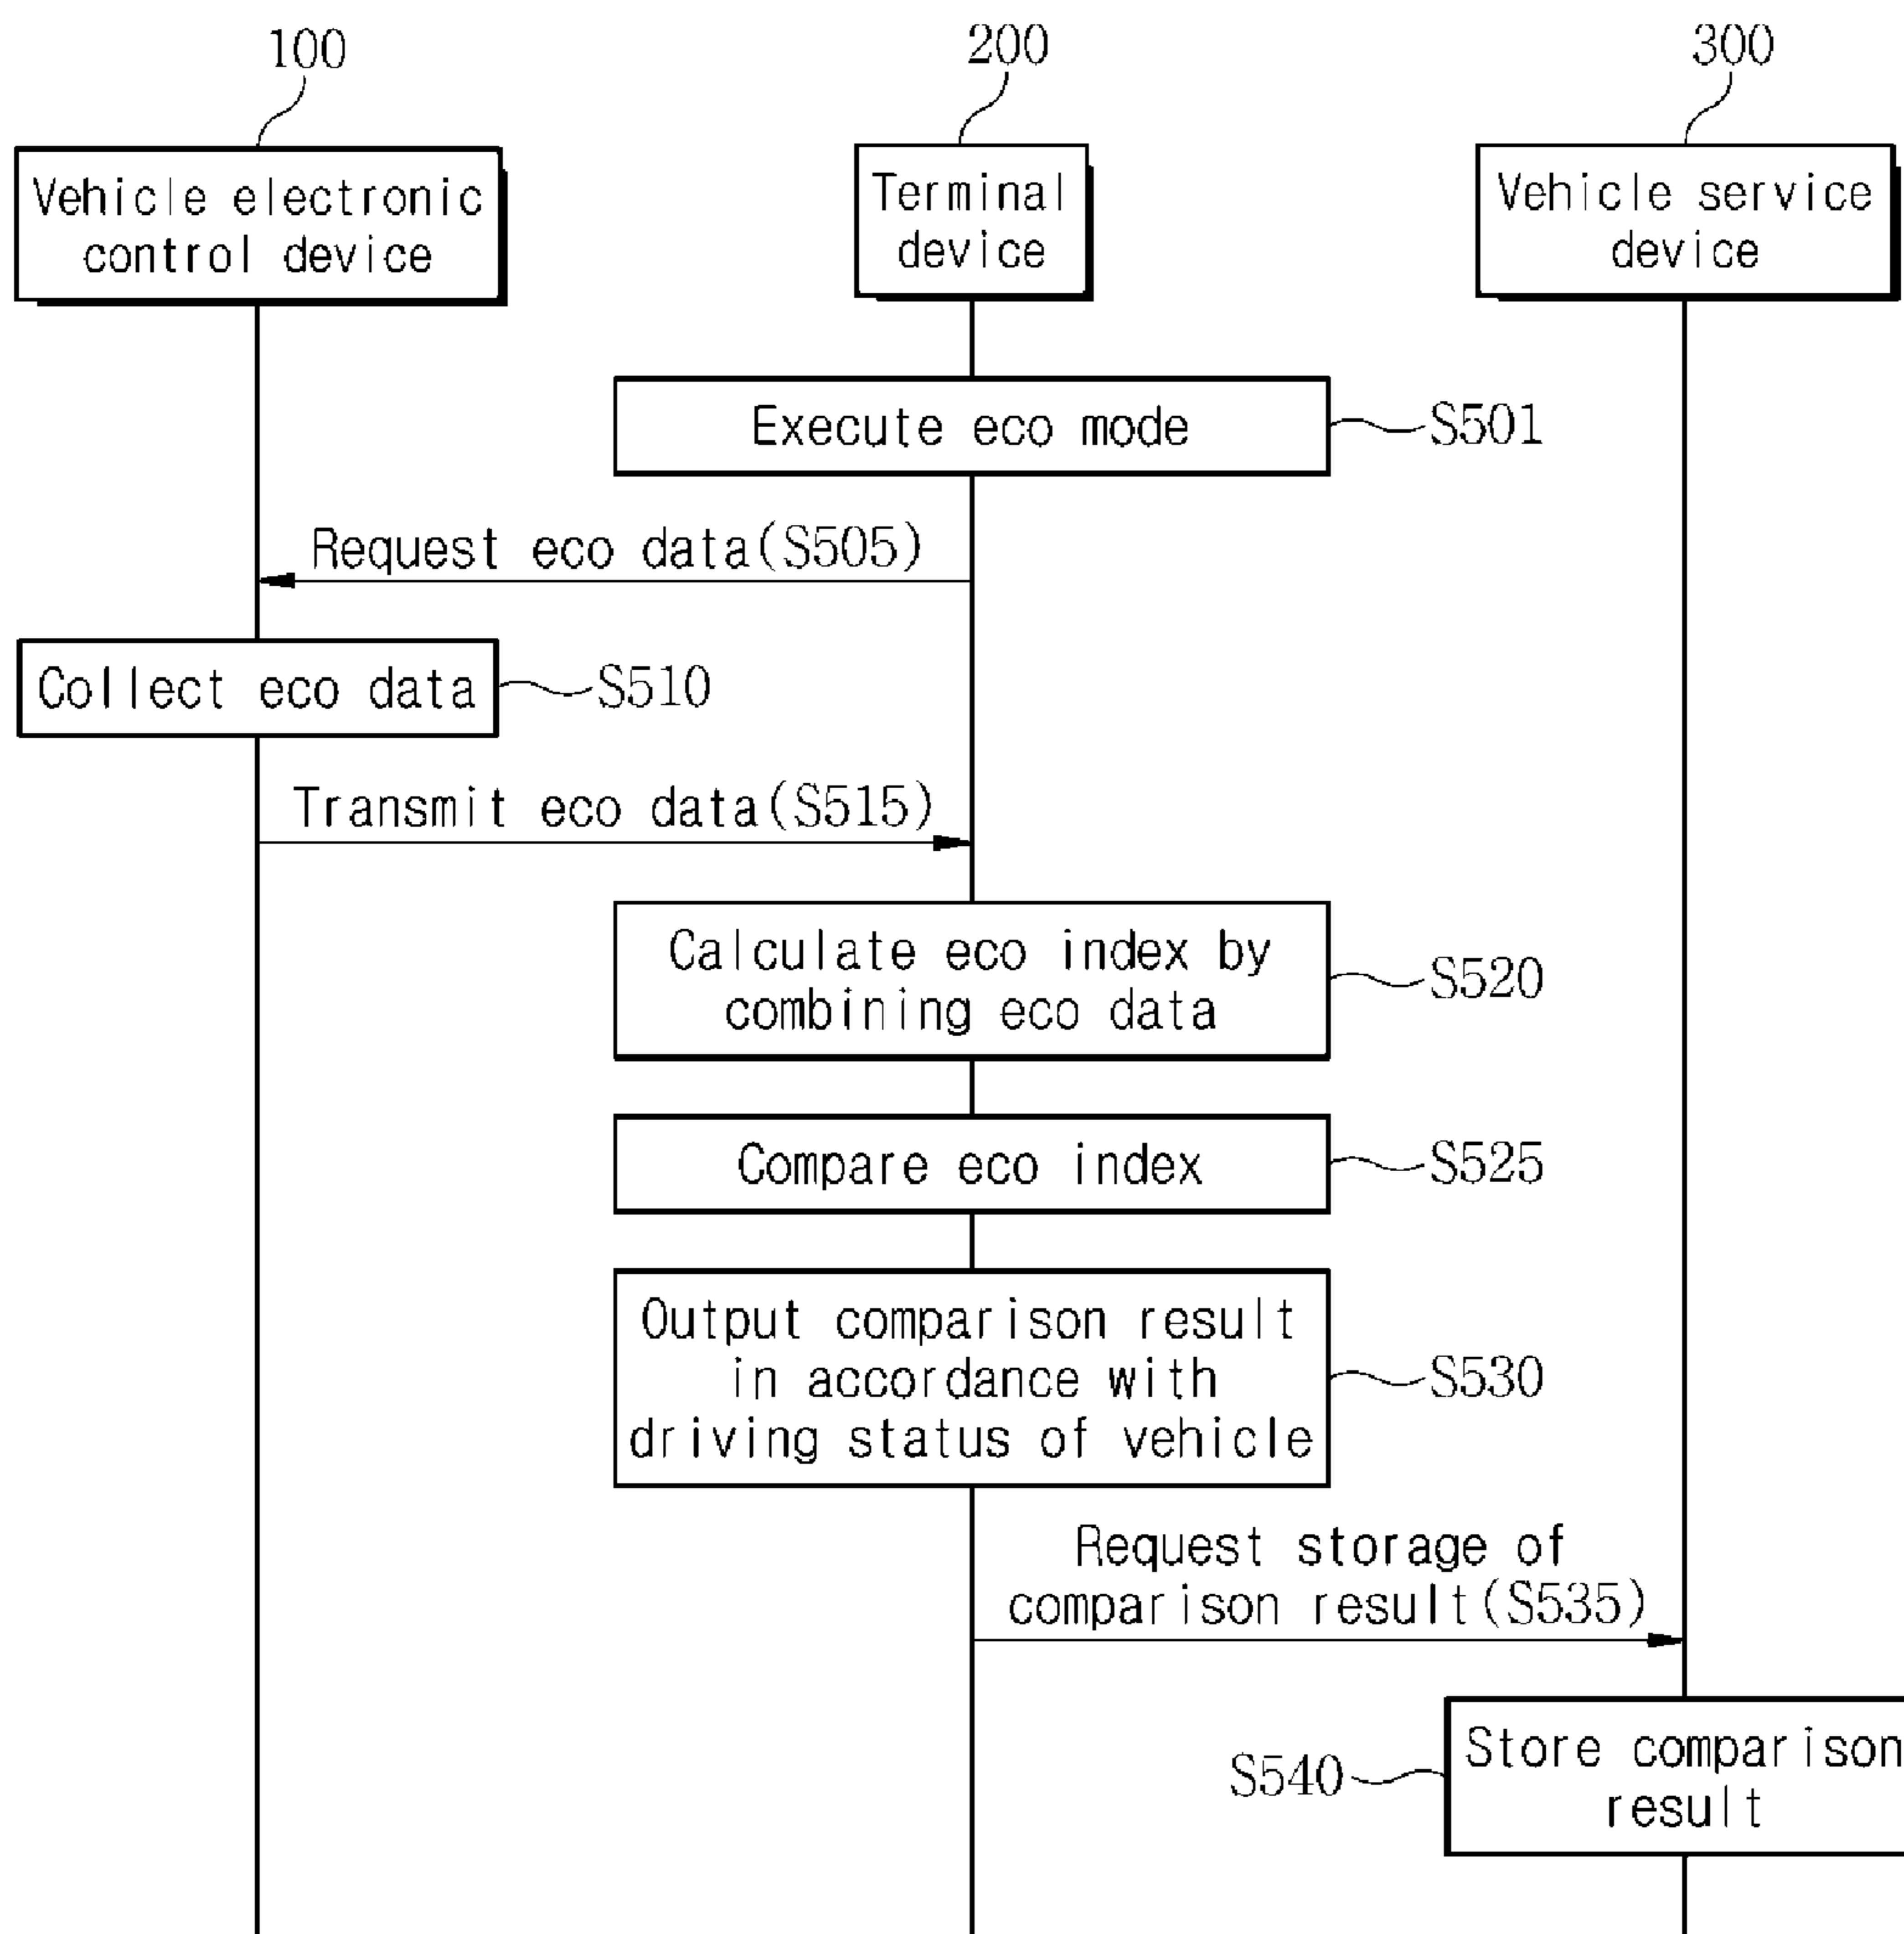 100
200
300
Vehicle electronic
control device
Terminal
device
Vehicle service
device
Execute eco mode
S501
Request eco data(S505)
Collect eco data
S510
Transmit eco data(S515)
Calculate eco index by
combining eco data
S520
Compare eco index
S525
Output comparison result
in accordance with
driving status of vehicle
S530
Request storage of
comparison result(S535)
S540
Store comparison
result